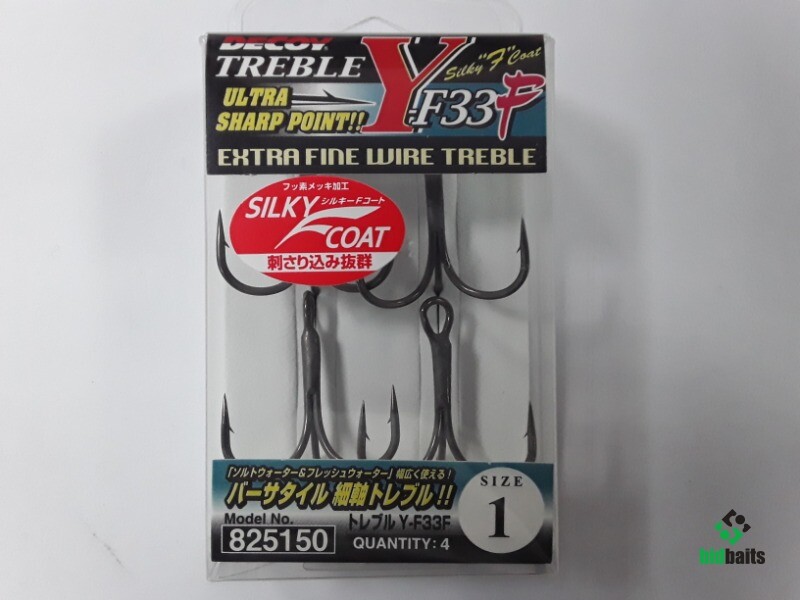 DECOY
TREBLE Y-F33F
Silky "F" Coat
ULTRA
SHARP POINT!!
EXTRA FINE WIRE TREBLE
フッ素メッキ加工
シルキーFコート
SILKY F COAT
刺さり込み抜群
「ソルトウォーター&フレッシュウォーター」幅広く使える!
バーサタイル 細軸トレブル!!
Model No. トレブル Y-F33F
825150 QUANTITY: 4
SIZE
1
bigbaits